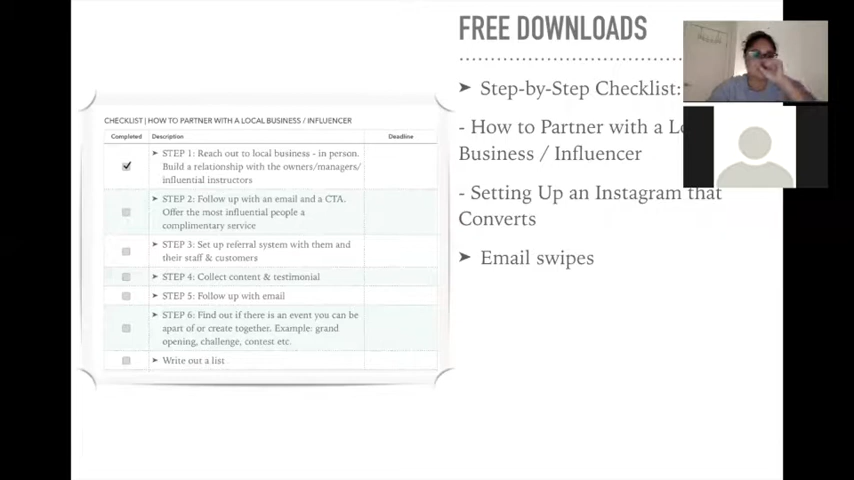 FREE DOWNLOADS
➤ Step-by-Step Checklist:
- How to Partner with a
Business / Influencer
- Setting Up an Instagram that
Converts
➤ Email swipes
CHECKLIST | HOW TO PARTNER WITH A LOCAL BUSINESS / INFLUENCER
Completed Description Deadline
➤ STEP 1: Reach out to local business - in person.
Build a relationship with the owners/managers/
influential instructors
➤ STEP 2: Follow up with an email and a CTA.
Offer the most influential people a
complimentary service
➤ STEP 3: Set up referral system with them and
their staff & customers
➤ STEP 4: Collect content & testimonial
➤ STEP 5: Follow up with email
➤ STEP 6: Find out if there is an event you can be
apart of or create together. Example: grand
opening, challenge, contest etc.
➤ Write out a list